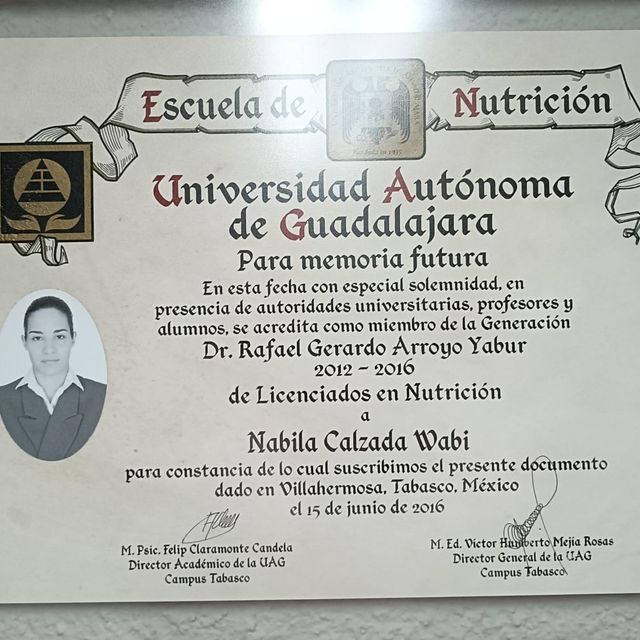 Escuela de Nutrición
Fundada en 1935
Universidad Autónoma
de Guadalajara
Para memoria futura
En esta fecha con especial solemnidad, en
presencia de autoridades universitarias, profesores y
alumnos, se acredita como miembro de la Generación
Dr. Rafael Gerardo Arroyo Yabur
2012 – 2016
de Licenciados en Nutrición
a
Nabila Calzada Wabi
para constancia de lo cual suscribimos el presente documento
dado en Villahermosa, Tabasco, México
el 15 de junio de 2016
M. Psic. Felip Claramonte Candela
Director Académico de la UAG
Campus Tabasco
M. Ed. Victor Humberto Mejía Rosas
Director General de la UAG
Campus Tabasco